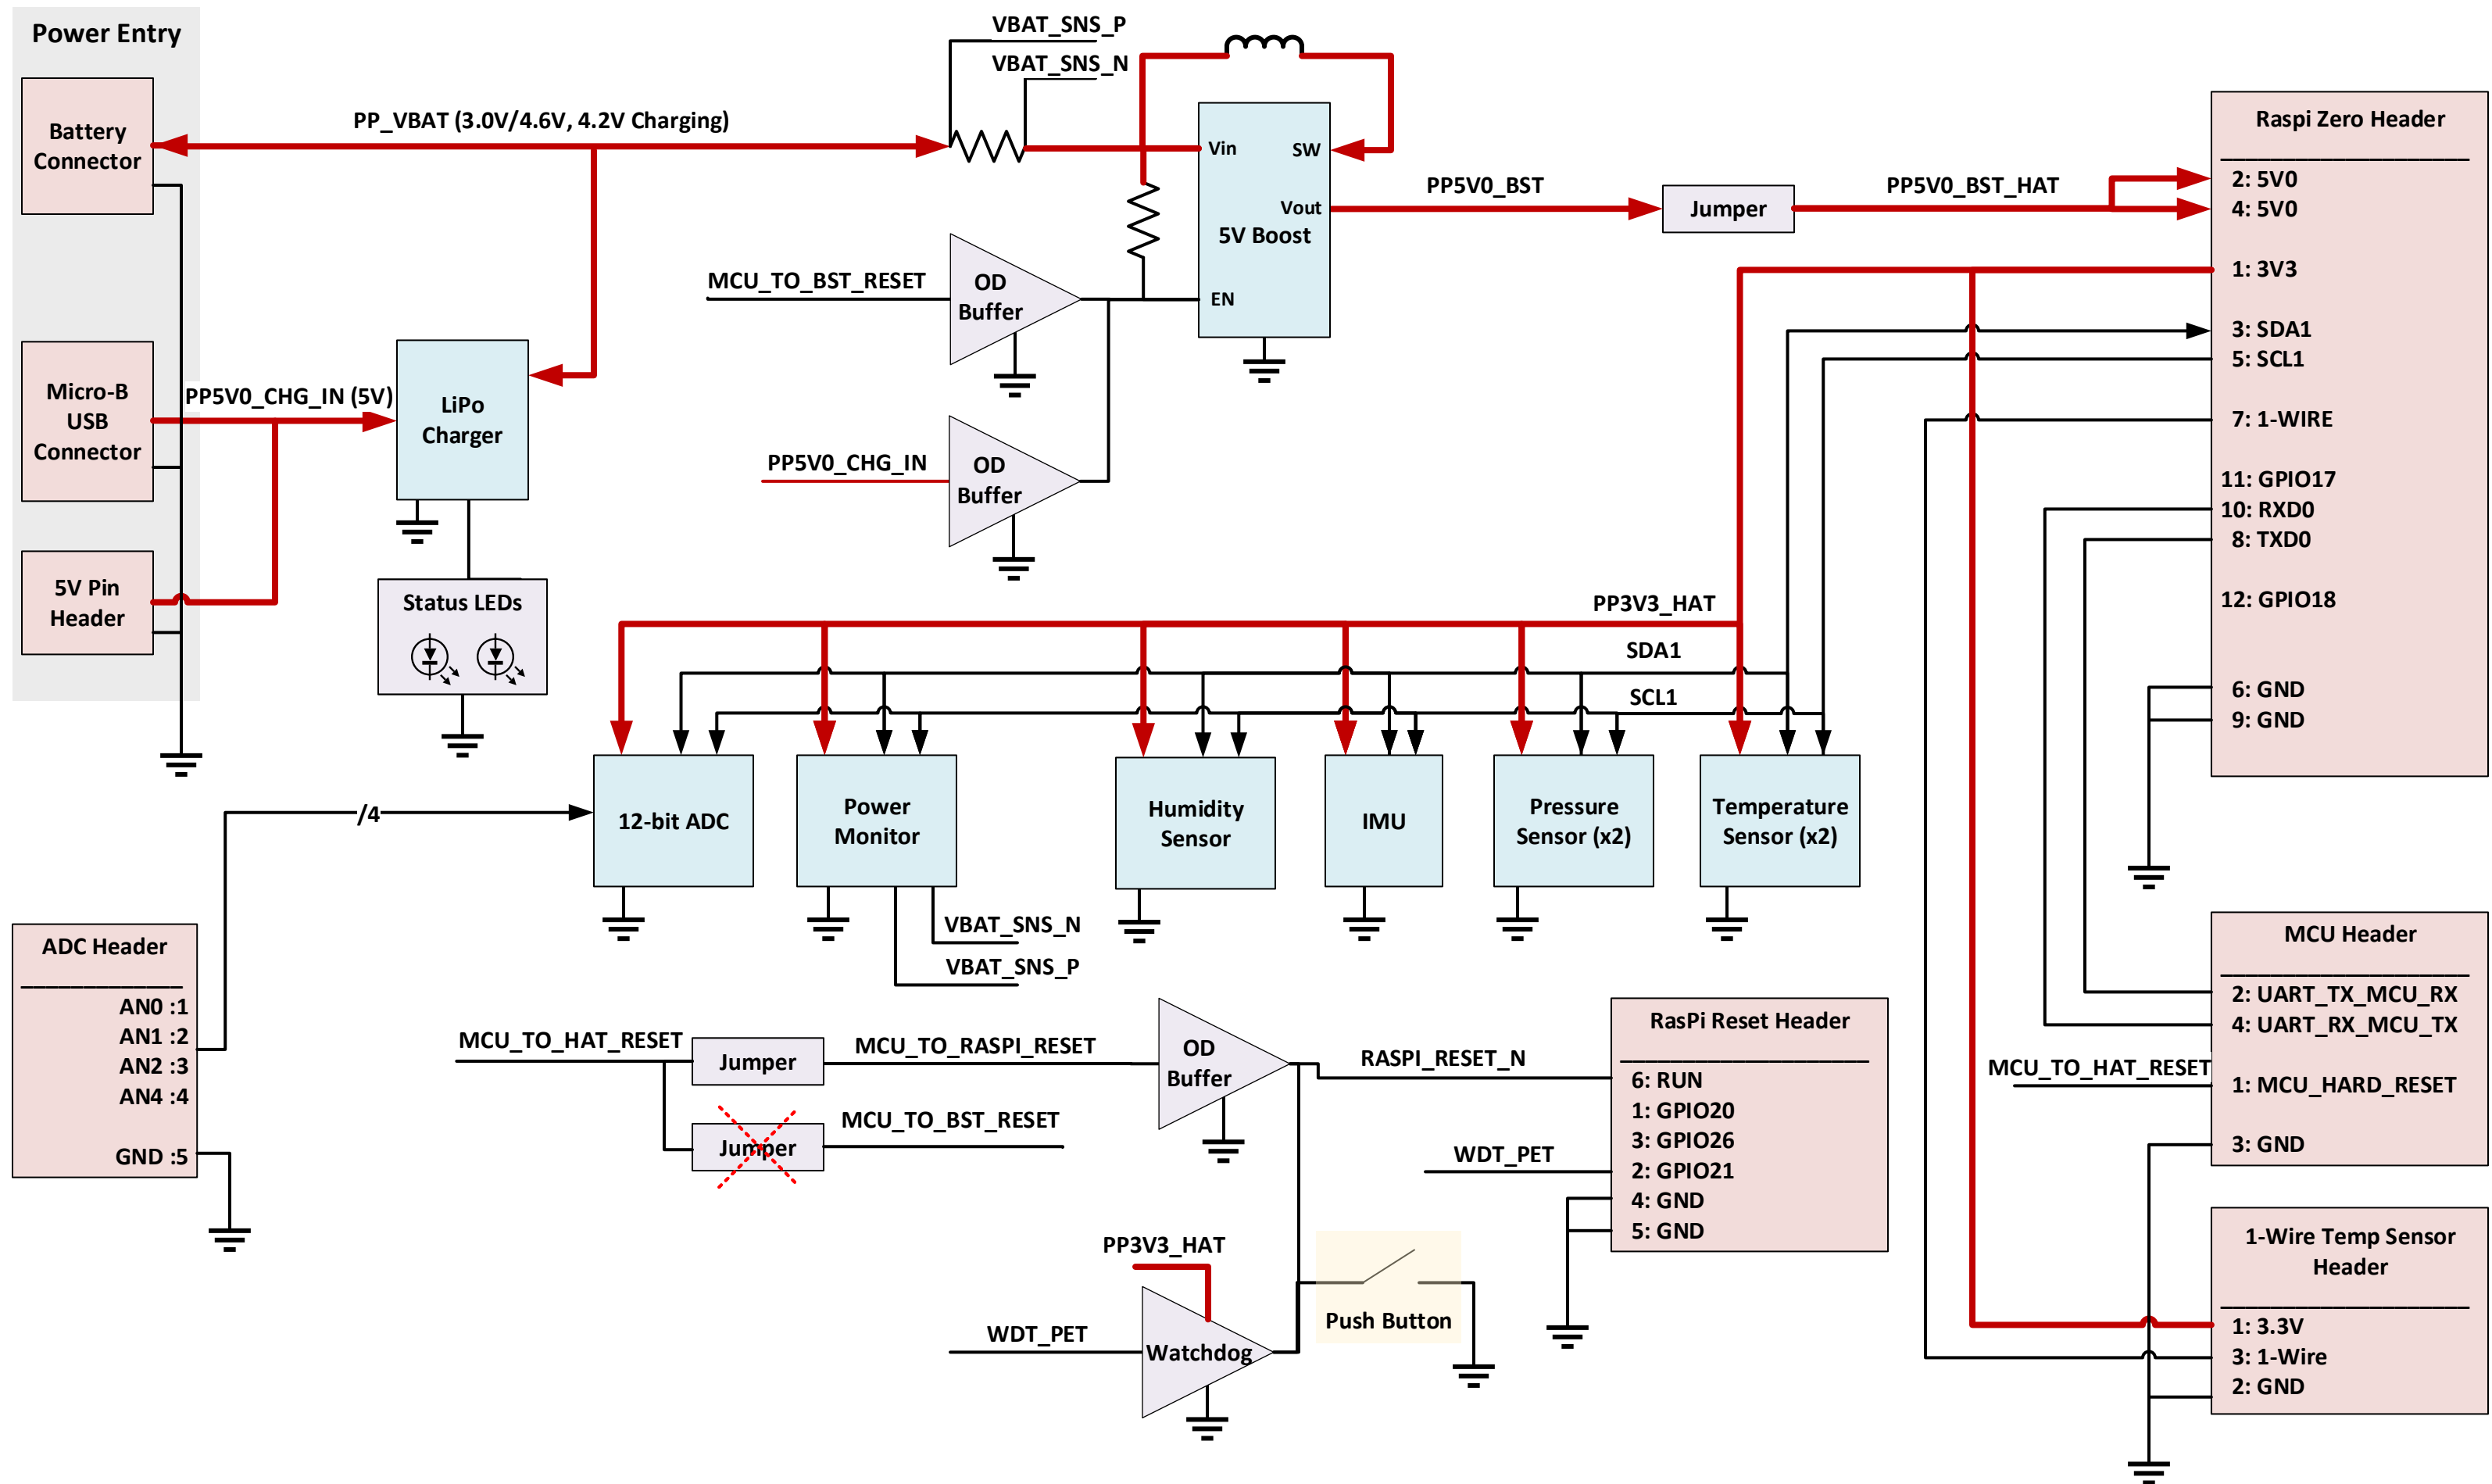 Power Entry
Battery
Connector
Micro-B
USB
Connector
5V Pin
Header
PP_VBAT (3.0V/4.6V, 4.2V Charging)
PP5V0_CHG_IN (5V)
LiPo
Charger
Status LEDs
VBAT_SNS_P
VBAT_SNS_N
Vin
SW
Vout
5V Boost
EN
MCU_TO_BST_RESET
OD
Buffer
PP5V0_CHG_IN
OD
Buffer
PP5V0_BST
Jumper
PP5V0_BST_HAT
Raspi Zero Header
2: 5V0
4: 5V0
1: 3V3
3: SDA1
5: SCL1
7: 1-WIRE
11: GPIO17
10: RXD0
8: TXD0
12: GPIO18
6: GND
9: GND
PP3V3_HAT
SDA1
SCL1
/4
12-bit ADC
Power
Monitor
Humidity
Sensor
IMU
Pressure
Sensor (x2)
Temperature
Sensor (x2)
VBAT_SNS_N
VBAT_SNS_P
ADC Header
AN0 :1
AN1 :2
AN2 :3
AN4 :4
GND :5
MCU_TO_HAT_RESET
Jumper
MCU_TO_RASPI_RESET
Jumper
MCU_TO_BST_RESET
OD
Buffer
RASPI_RESET_N
RasPi Reset Header
6: RUN
1: GPIO20
3: GPIO26
2: GPIO21
4: GND
5: GND
WDT_PET
PP3V3_HAT
WDT_PET
Watchdog
Push Button
MCU Header
2: UART_TX_MCU_RX
4: UART_RX_MCU_TX
MCU_TO_HAT_RESET
1: MCU_HARD_RESET
3: GND
1-Wire Temp Sensor
Header
1: 3.3V
3: 1-Wire
2: GND